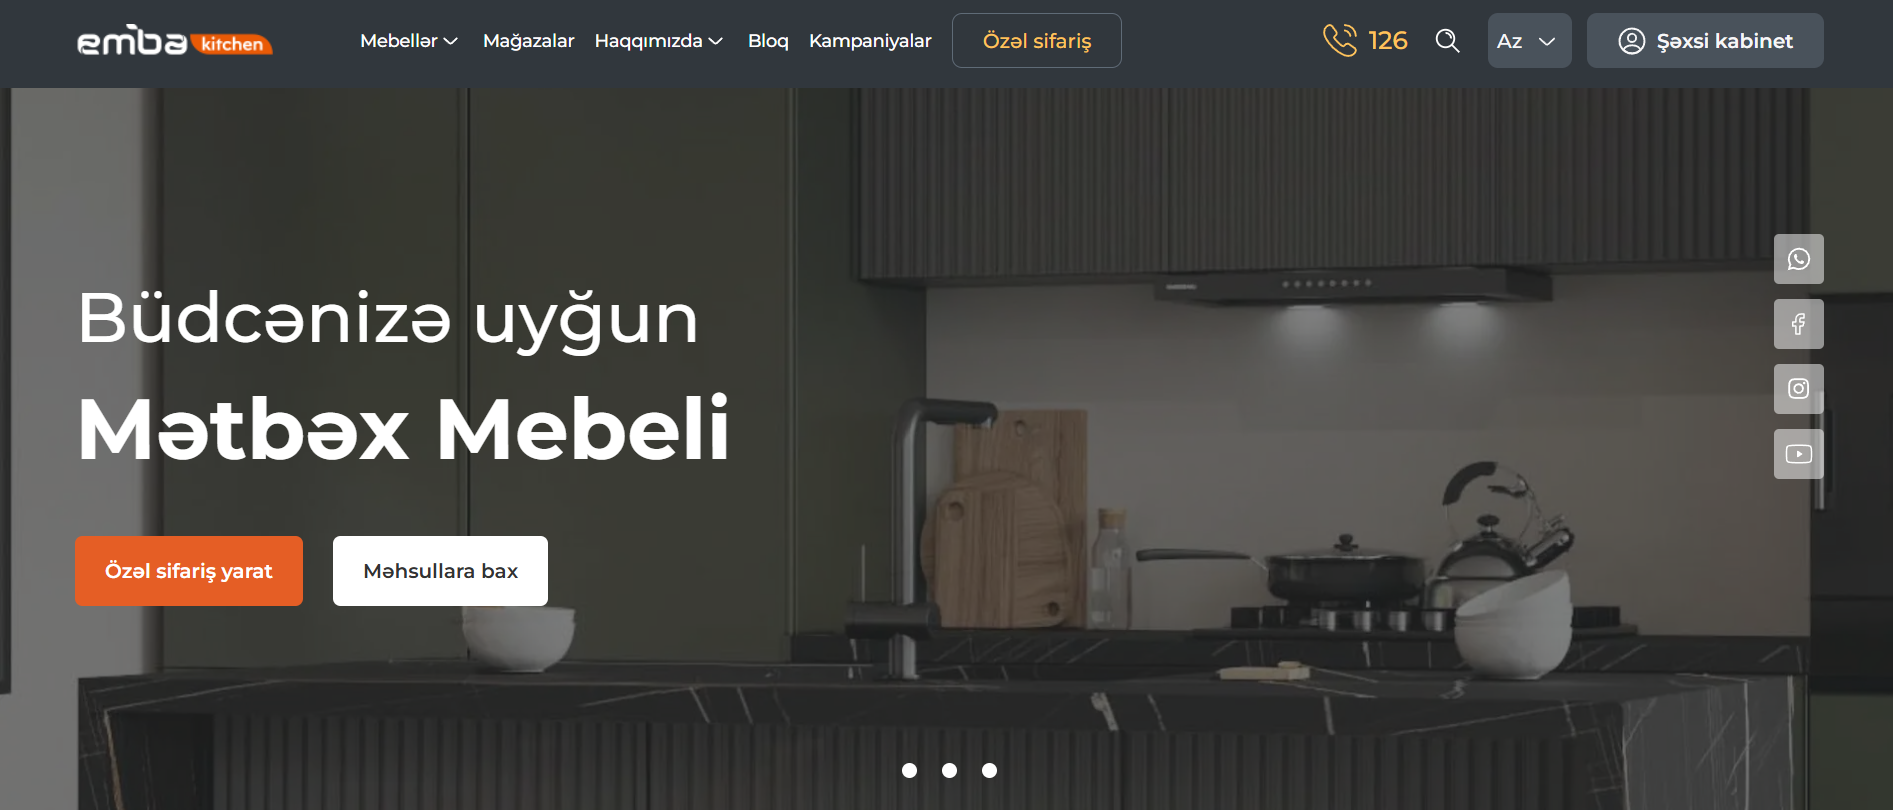 emba kitchen
Mebellər Mağazalar Haqqımızda Bloq Kampaniyalar Özəl sifariş 126 Az Şəxsi kabinet
Büdcənizə uyğun
Mətbəx Mebeli
Özəl sifariş yarat Məhsullara bax